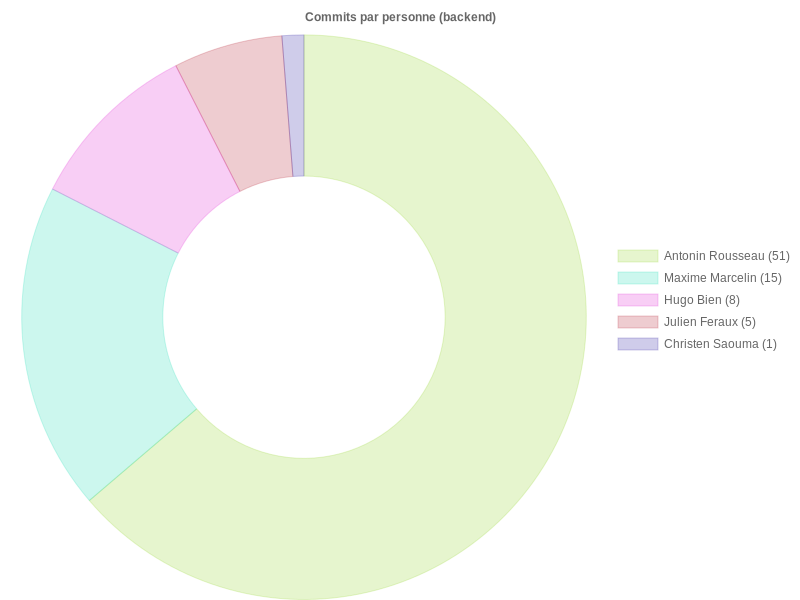 Commits par personne (backend)
Antonin Rousseau (51)
Maxime Marcelin (15)
Hugo Bien (8)
Julien Feraux (5)
Christen Saouma (1)